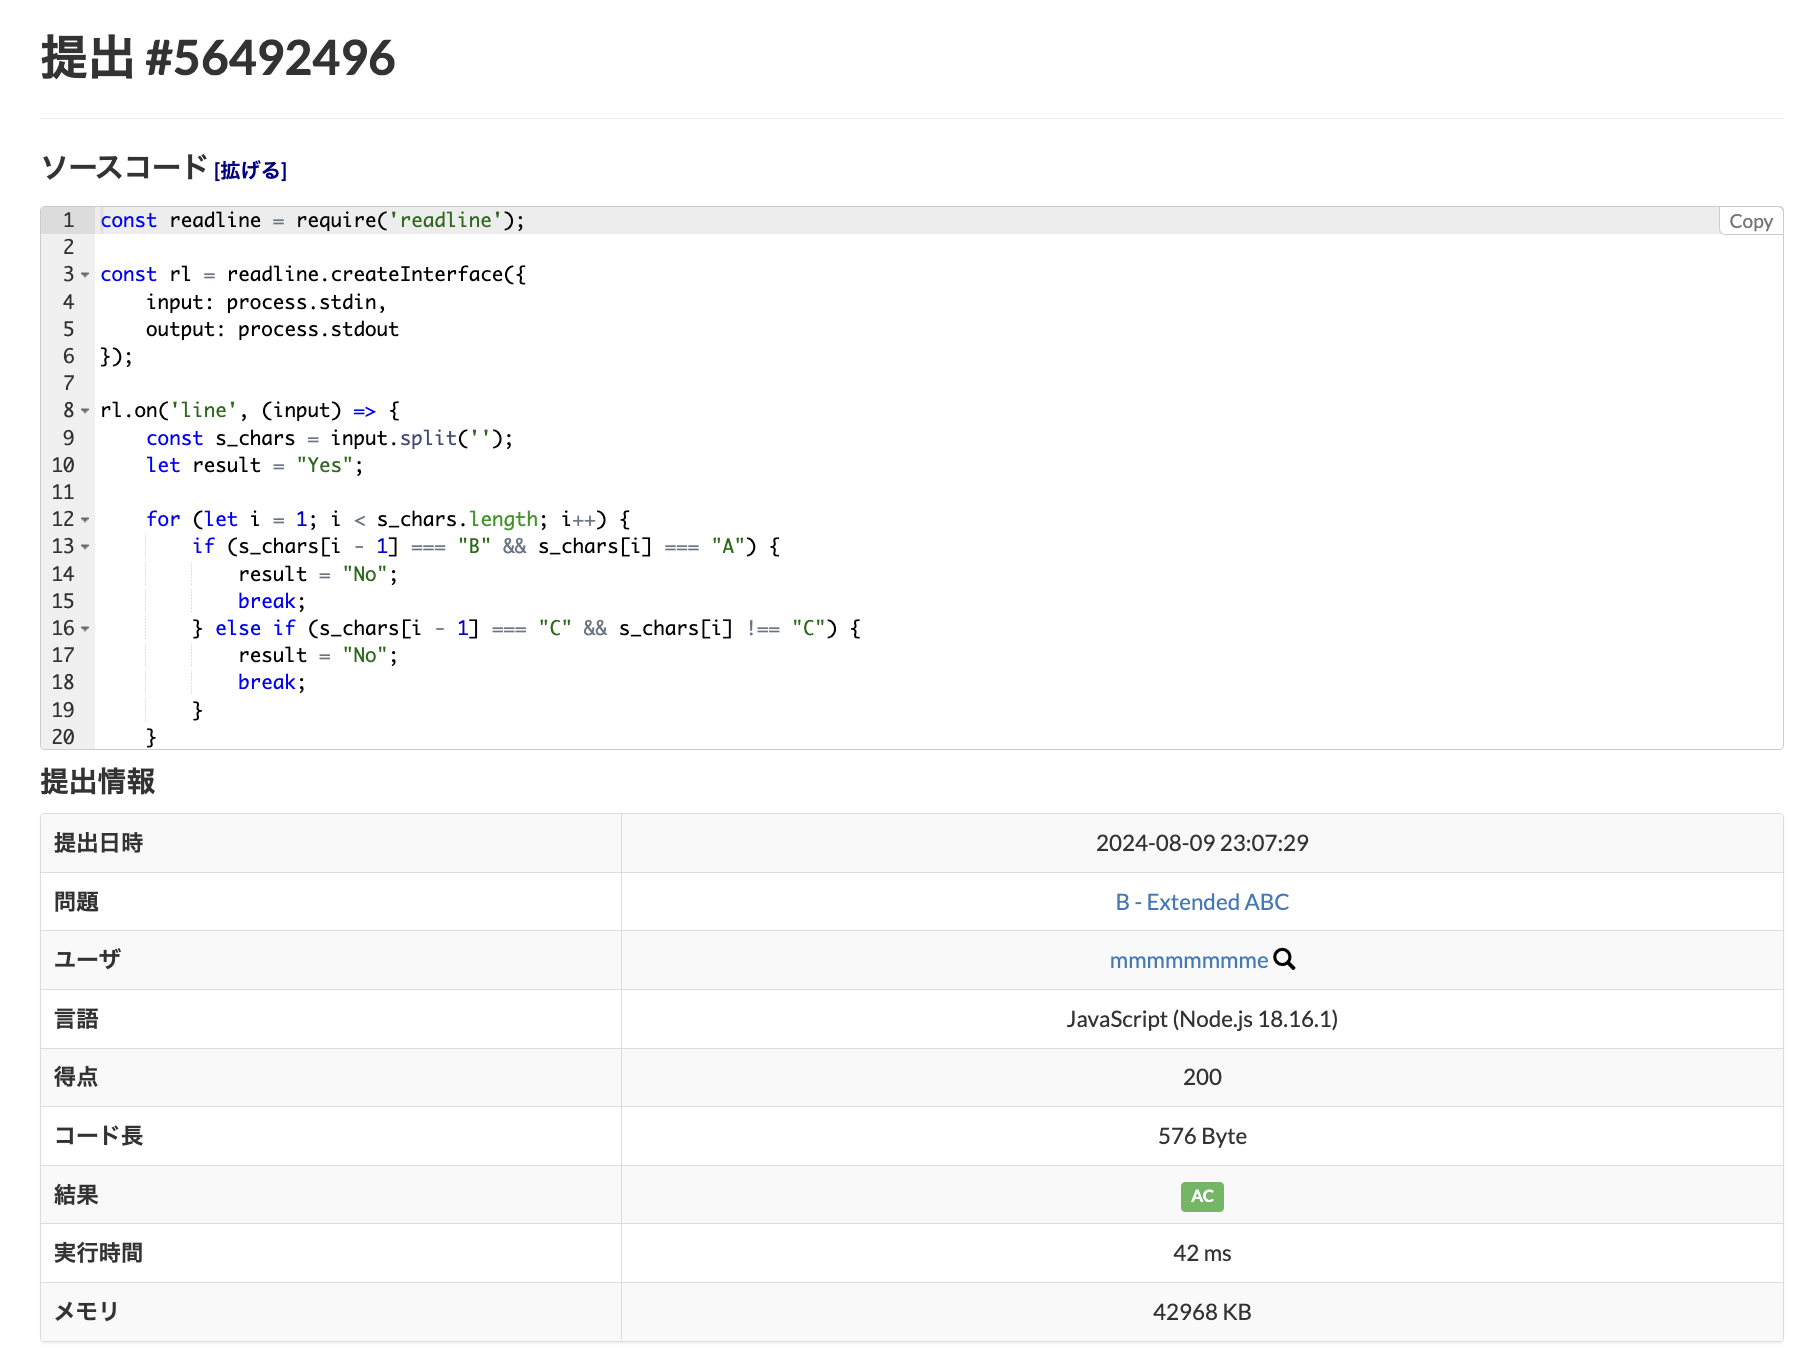 提出 #56492496
ソースコード [拡げる]
Copy
1 const readline = require('readline');
2
3 const rl = readline.createInterface({
4     input: process.stdin,
5     output: process.stdout
6 });
7
8 rl.on('line', (input) => {
9     const s_chars = input.split('');
10     let result = "Yes";
11
12     for (let i = 1; i < s_chars.length; i++) {
13         if (s_chars[i - 1] === "B" && s_chars[i] === "A") {
14             result = "No";
15             break;
16         } else if (s_chars[i - 1] === "C" && s_chars[i] !== "C") {
17             result = "No";
18             break;
19         }
20     }
提出情報
提出日時 2024-08-09 23:07:29
問題 B - Extended ABC
ユーザ mmmmmmmmme
言語 JavaScript (Node.js 18.16.1)
得点 200
コード長 576 Byte
結果 AC
実行時間 42 ms
メモリ 42968 KB